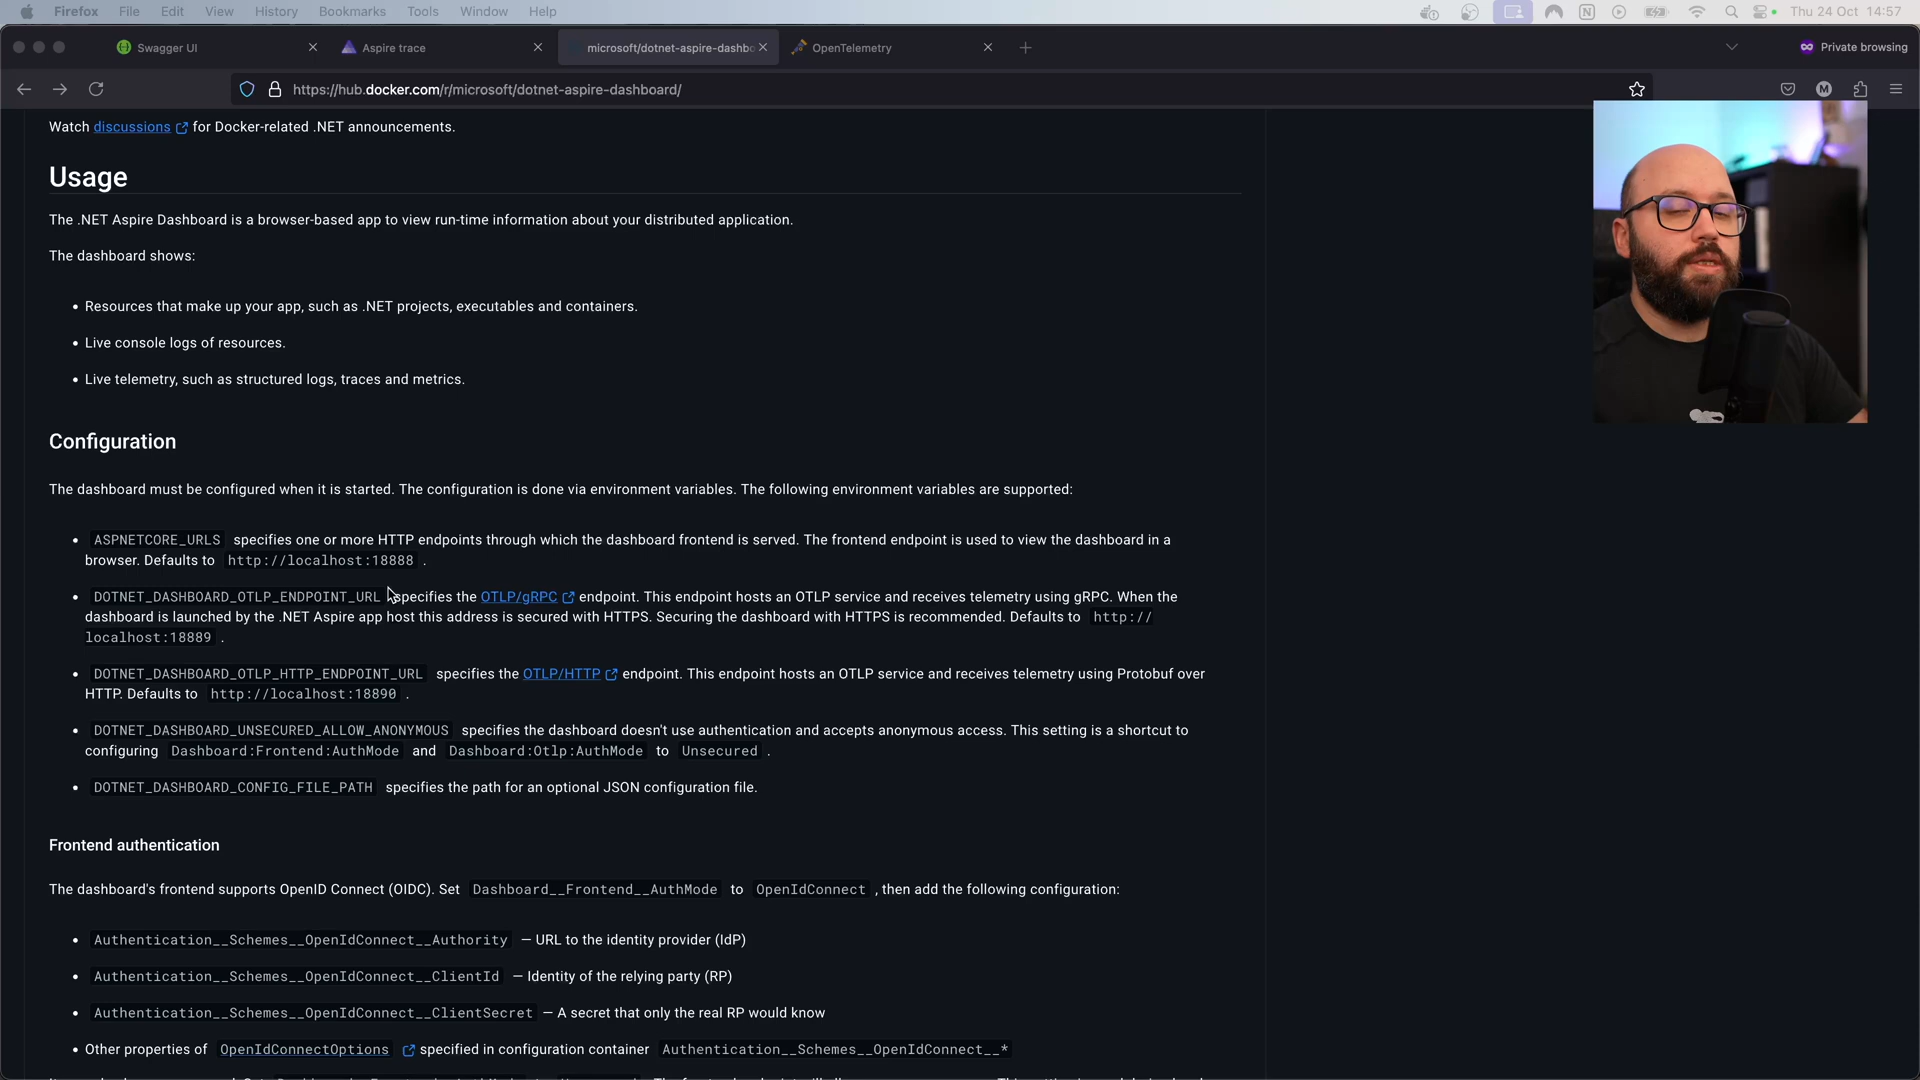 Firefox File Edit View History Bookmarks Tools Window Help Thu 24 Oct 14:57
Swagger UI Aspire trace microsoft/dotnet-aspire-dashbo OpenTelemetry Private browsing
https://hub.docker.com/r/microsoft/dotnet-aspire-dashboard/ M
Watch discussions for Docker-related .NET announcements.
Usage
The .NET Aspire Dashboard is a browser-based app to view run-time information about your distributed application.
The dashboard shows:
• Resources that make up your app, such as .NET projects, executables and containers.
• Live console logs of resources.
• Live telemetry, such as structured logs, traces and metrics.
Configuration
The dashboard must be configured when it is started. The configuration is done via environment variables. The following environment variables are supported:
• ASPNETCORE_URLS specifies one or more HTTP endpoints through which the dashboard frontend is served. The frontend endpoint is used to view the dashboard in a
browser. Defaults to http://localhost:18888 .
• DOTNET_DASHBOARD_OTLP_ENDPOINT_URL specifies the OTLP/gRPC endpoint. This endpoint hosts an OTLP service and receives telemetry using gRPC. When the
dashboard is launched by the .NET Aspire app host this address is secured with HTTPS. Securing the dashboard with HTTPS is recommended. Defaults to http://
localhost:18889 .
• DOTNET_DASHBOARD_OTLP_HTTP_ENDPOINT_URL specifies the OTLP/HTTP endpoint. This endpoint hosts an OTLP service and receives telemetry using Protobuf over
HTTP. Defaults to http://localhost:18890 .
• DOTNET_DASHBOARD_UNSECURED_ALLOW_ANONYMOUS specifies the dashboard doesn't use authentication and accepts anonymous access. This setting is a shortcut to
configuring Dashboard:Frontend:AuthMode and Dashboard:Otlp:AuthMode to Unsecured .
• DOTNET_DASHBOARD_CONFIG_FILE_PATH specifies the path for an optional JSON configuration file.
Frontend authentication
The dashboard's frontend supports OpenID Connect (OIDC). Set Dashboard__Frontend__AuthMode to OpenIdConnect , then add the following configuration:
• Authentication__Schemes__OpenIdConnect__Authority — URL to the identity provider (IdP)
• Authentication__Schemes__OpenIdConnect__ClientId — Identity of the relying party (RP)
• Authentication__Schemes__OpenIdConnect__ClientSecret — A secret that only the real RP would know
• Other properties of OpenIdConnectOptions specified in configuration container Authentication__Schemes__OpenIdConnect__*